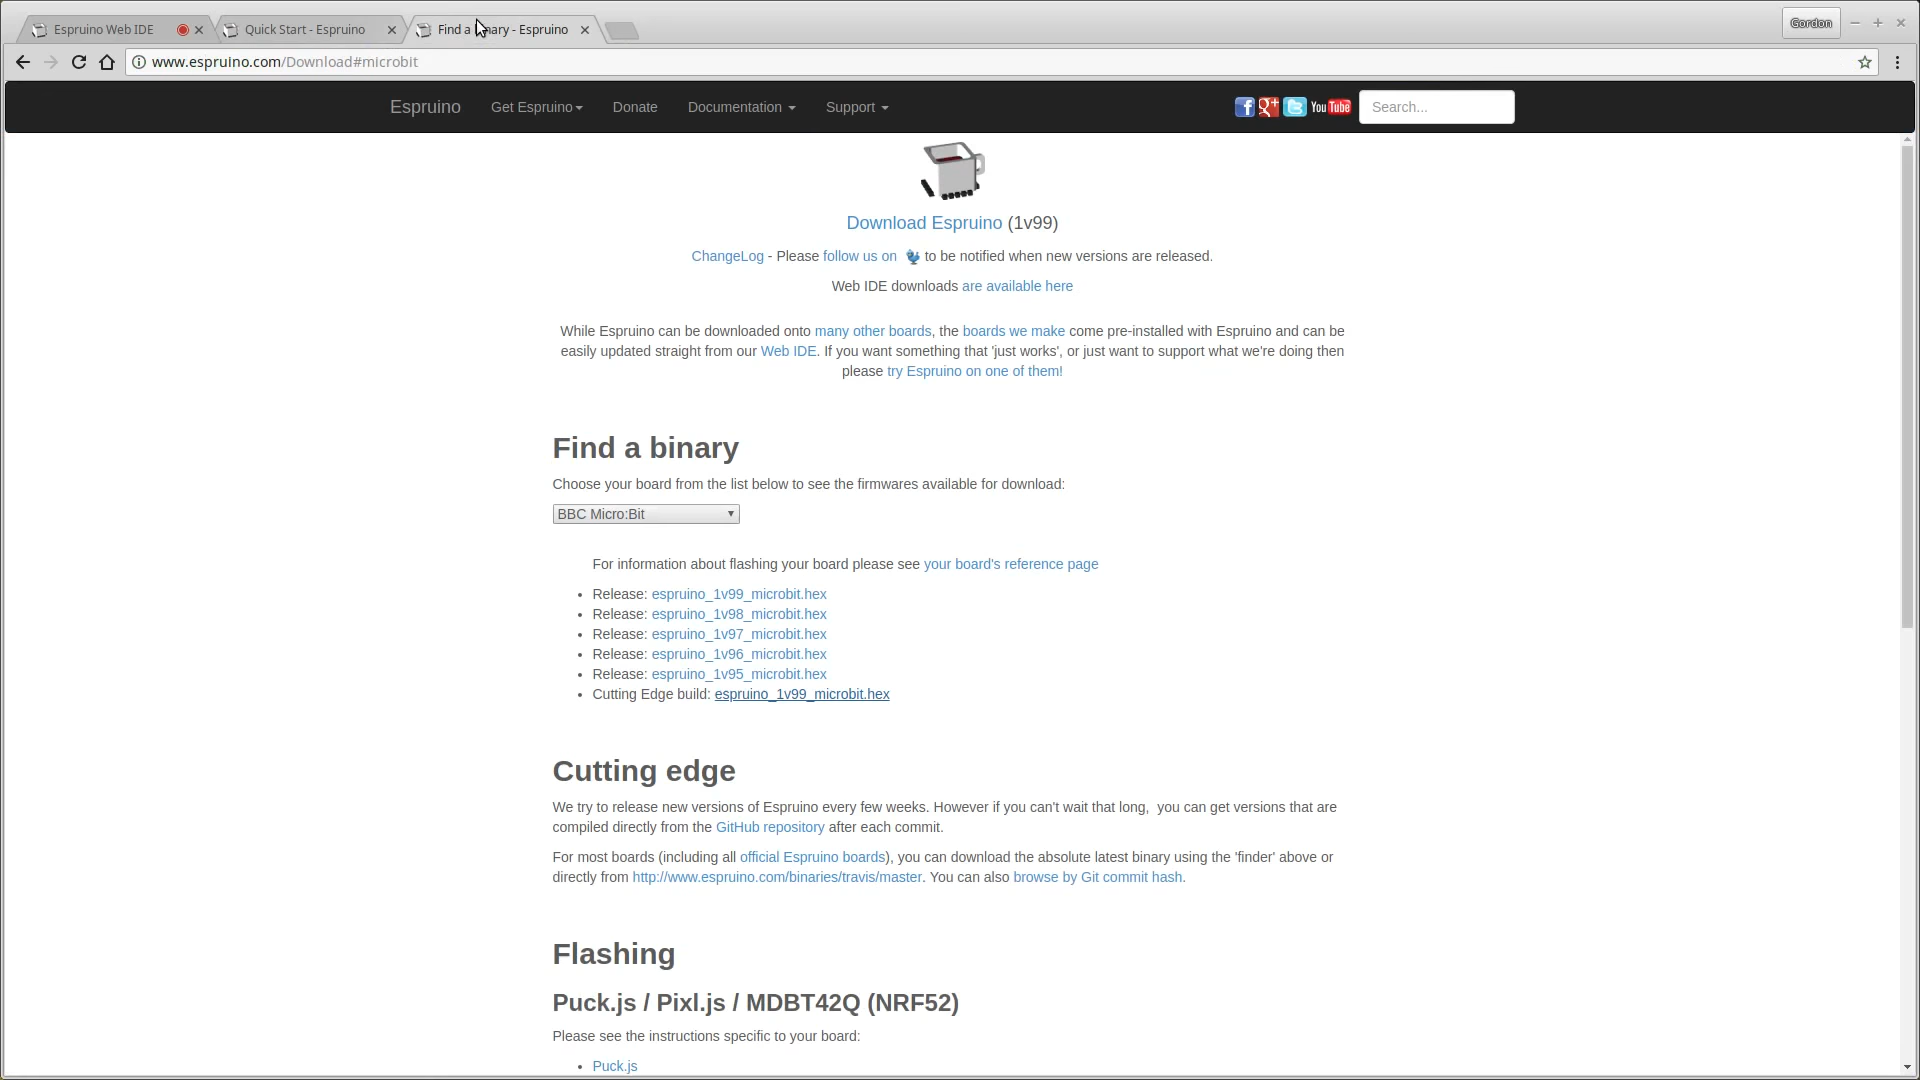 Espruino Web IDE
Quick Start - Espruino
Find a nary - Espruino
Gordon
www.espruino.com/Download#microbit
Espruino
Get Espruino
Donate
Documentation
Support
f
g+
You Tube
Search...
Download Espruino (1v99)
ChangeLog - Please follow us on to be notified when new versions are released.
Web IDE downloads are available here
While Espruino can be downloaded onto many other boards, the boards we make come pre-installed with Espruino and can be
easily updated straight from our Web IDE. If you want something that 'just works', or just want to support what we're doing then
please try Espruino on one of them!
Find a binary
Choose your board from the list below to see the firmwares available for download:
BBC Micro:Bit
For information about flashing your board please see your board's reference page
• Release: espruino_1v99_microbit.hex
• Release: espruino_1v98_microbit.hex
• Release: espruino_1v97_microbit.hex
• Release: espruino_1v96_microbit.hex
• Release: espruino_1v95_microbit.hex
• Cutting Edge build: espruino_1v99_microbit.hex
Cutting edge
We try to release new versions of Espruino every few weeks. However if you can't wait that long, you can get versions that are
compiled directly from the GitHub repository after each commit.
For most boards (including all official Espruino boards), you can download the absolute latest binary using the 'finder' above or
directly from http://www.espruino.com/binaries/travis/master. You can also browse by Git commit hash.
Flashing
Puck.js / Pixl.js / MDBT42Q (NRF52)
Please see the instructions specific to your board:
• Puck.js